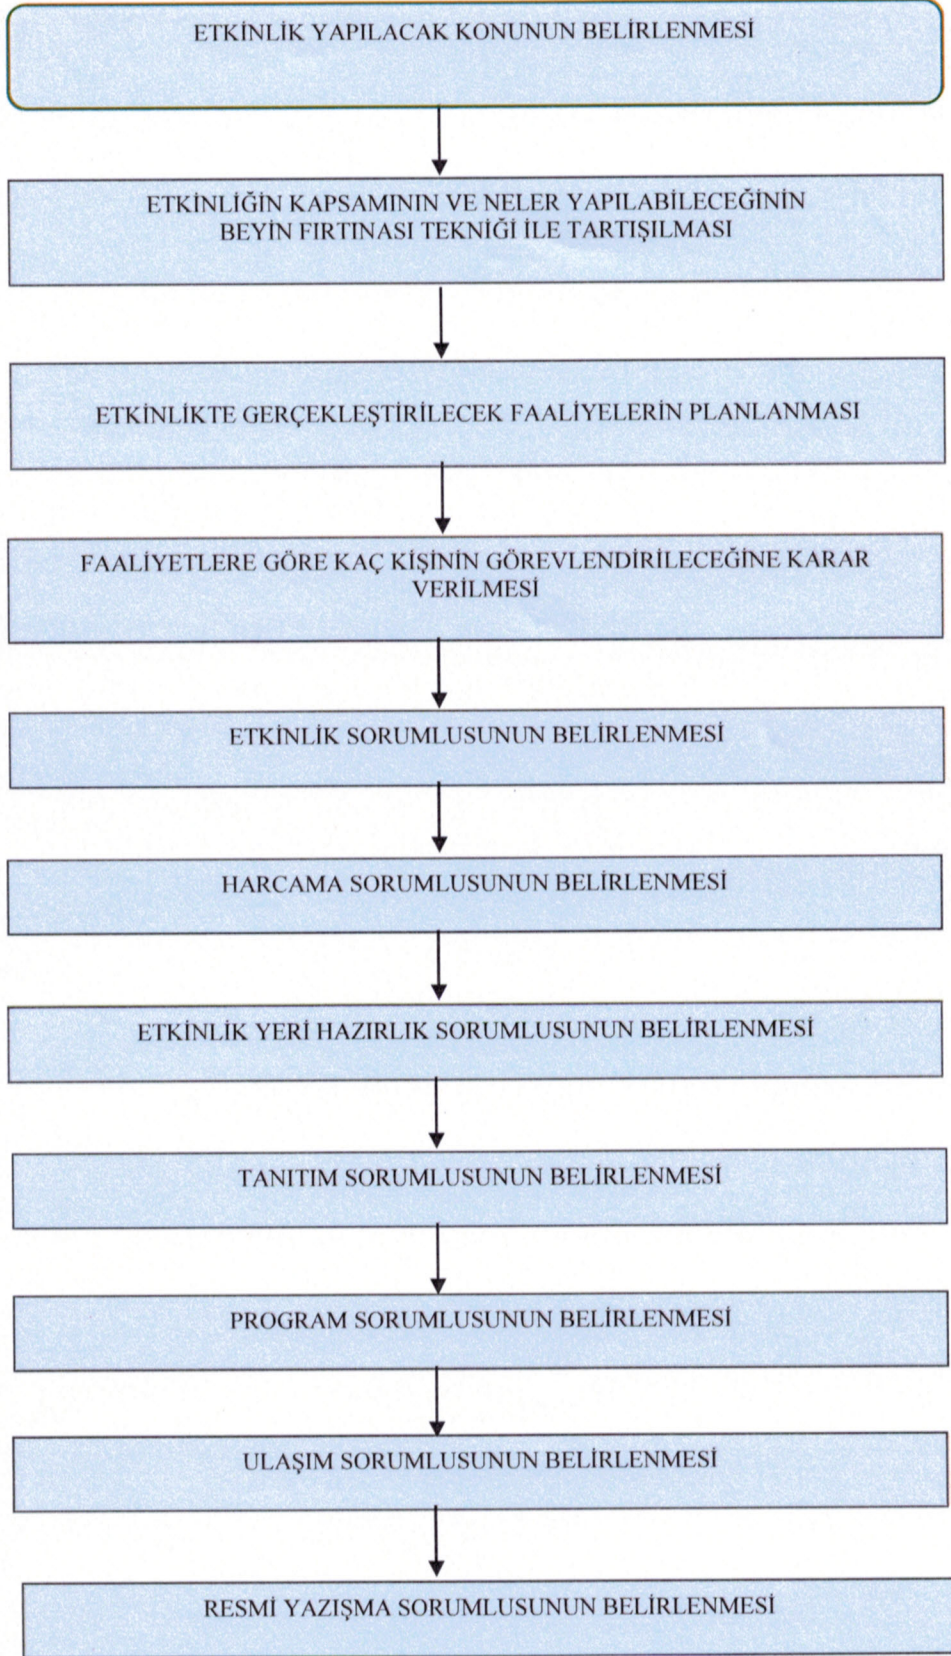 ETKİNLİK YAPILACAK KONUNUN BELİRLENMESİ
ETKİNLİĞİN KAPSAMININ VE NELER YAPILABİLECEĞİNİN
BEYİN FIRTINASI TEKNİĞİ İLE TARTIŞILMASI
ETKİNLİKTE GERÇEKLEŞTİRİLECEK FAALİYELERİN PLANLANMASI
FAALİYETLERE GÖRE KAÇ KİŞİNİN GÖREVLENDİRİLECEĞİNE KARAR
VERİLMESİ
ETKİNLİK SORUMLUSUNUN BELİRLENMESİ
HARCAMA SORUMLUSUNUN BELİRLENMESİ
ETKİNLİK YERİ HAZIRLIK SORUMLUSUNUN BELİRLENMESİ
TANITIM SORUMLUSUNUN BELİRLENMESİ
PROGRAM SORUMLUSUNUN BELİRLENMESİ
ULAŞIM SORUMLUSUNUN BELİRLENMESİ
RESMİ YAZIŞMA SORUMLUSUNUN BELİRLENMESİ